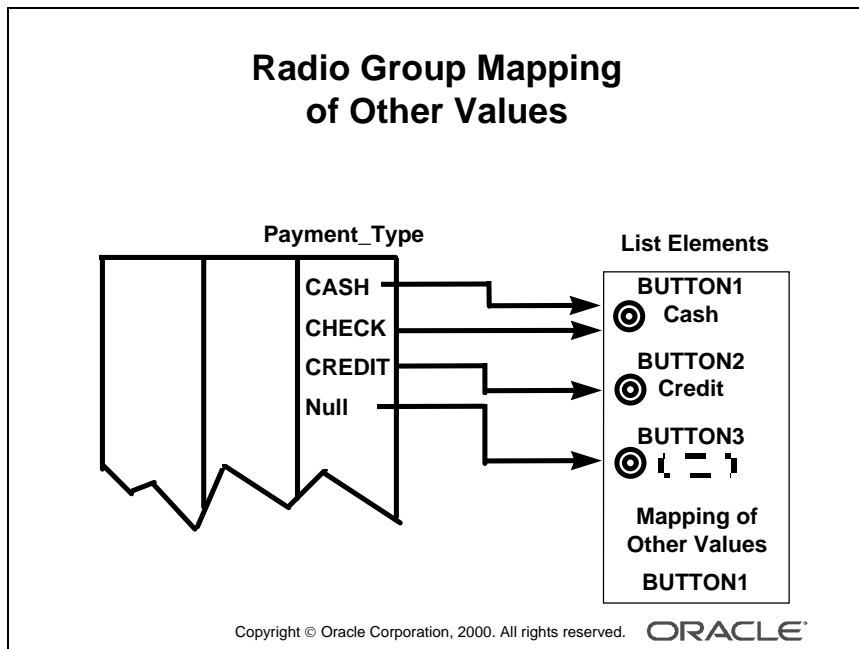 Radio Group Mapping
of Other Values
Payment_Type
List Elements
CASH
CHECK
CREDIT
Null
BUTTON1
Cash
BUTTON2
Credit
BUTTON3
Mapping of
Other Values
BUTTON1
Copyright © Oracle Corporation, 2000. All rights reserved.
ORACLE®